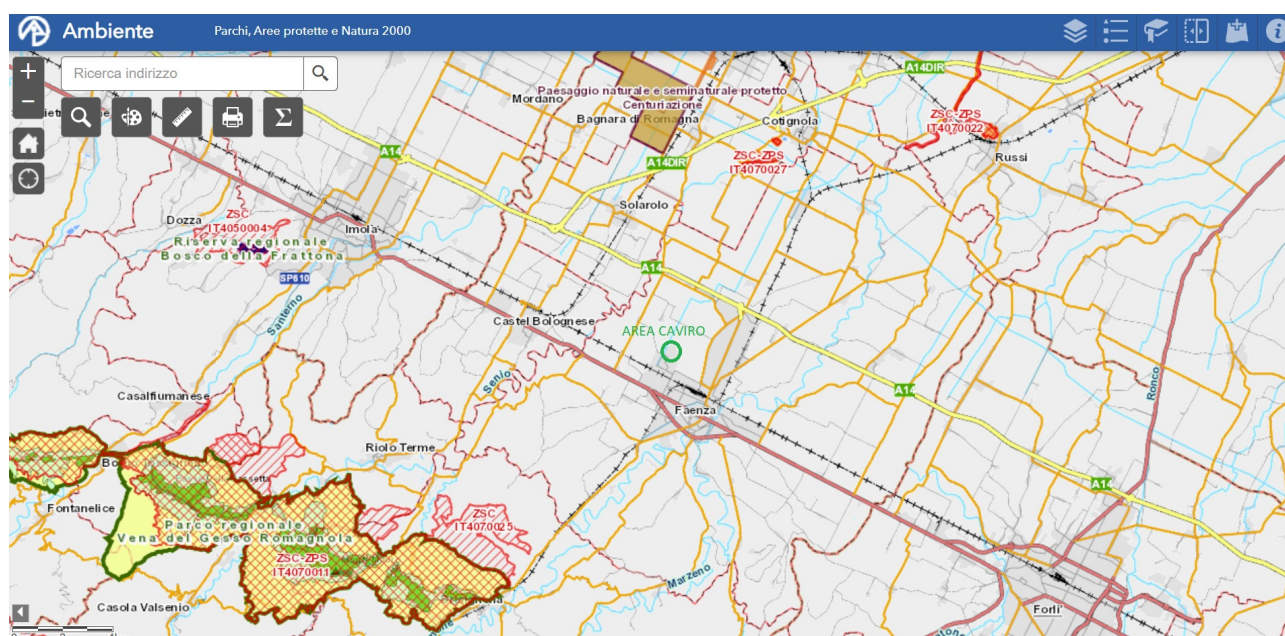 Ambiente
Parchi, Aree protette e Natura 2000
+
Ricerca indirizzo
−
A14DIR
Paesaggio naturale e seminaturale protetto
Mordano
Centuriazione
Bagnara di Romagna
Cotignola
ZSC-ZPS
IT4070022
Russi
A14
A14DIR
ZSC-ZPS
IT4070027
Σ
Solarolo
Dozza
ZSC
IT4050004
Imola
Riserva regionale
Bosco della Frattona
SP610
A14
Santerno
Castel Bolognese
AREA CAVIRO
Senio
Ronco
A14
Casalfiumanese
Faenza
Riolo Terme
A14
Fontanelice
Parco regionale
Vena del Gesso Romagnola
ZSC
IT4070025
ZSC-ZPS
IT4070011
Marzeno
Casola Valsenio
Forli'